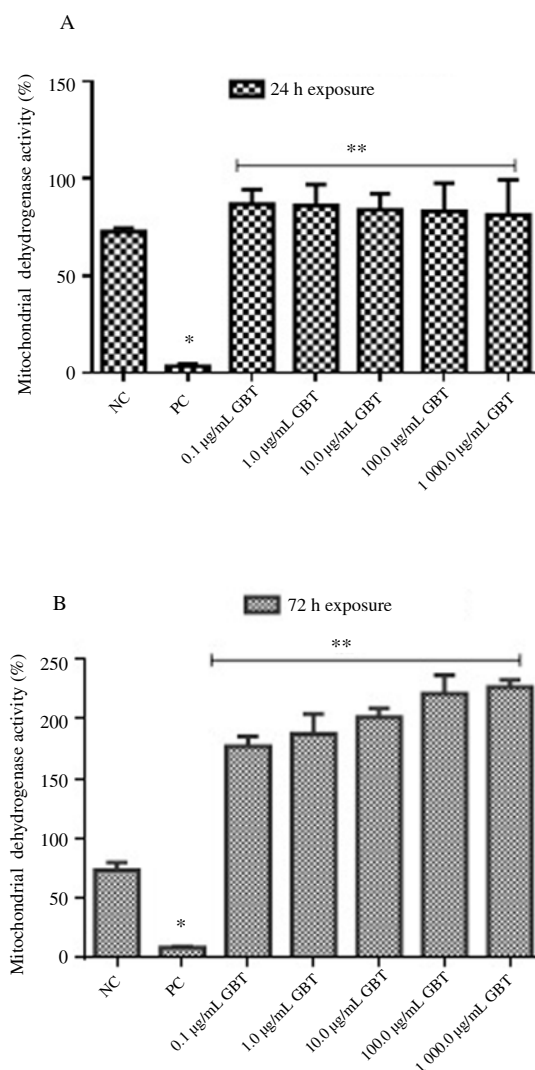 A
24 h exposure
Mitochondrial dehydrogenase activity (%)
150
100
50
0
**
*
NC
PC
0.1 µg/mL GBT
1.0 µg/mL GBT
10.0 µg/mL GBT
100.0 µg/mL GBT
1 000.0 µg/mL GBT
B
72 h exposure
Mitochondrial dehydrogenase activity (%)
250
200
150
100
50
0
**
*
NC
PC
0.1 µg/mL GBT
1.0 µg/mL GBT
10.0 µg/mL GBT
100.0 µg/mL GBT
1 000.0 µg/mL GBT